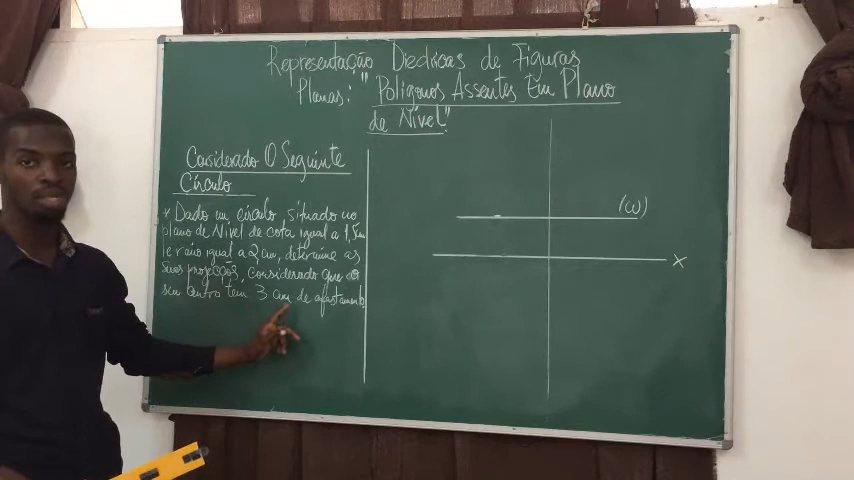 Representação Diedricas de Figuras
Planas: "Poligonos Assentes Em Plano
de Nível"
Considerado O Seguinte
Círculo
* Dado um círculo, situado no
plano de Nivel de cota igual a 1,5cm
e raio igual a 2cm, determine as
suas projecções, considerado que o
seu centro tem 3 cm de afastamento.
(ω)
x